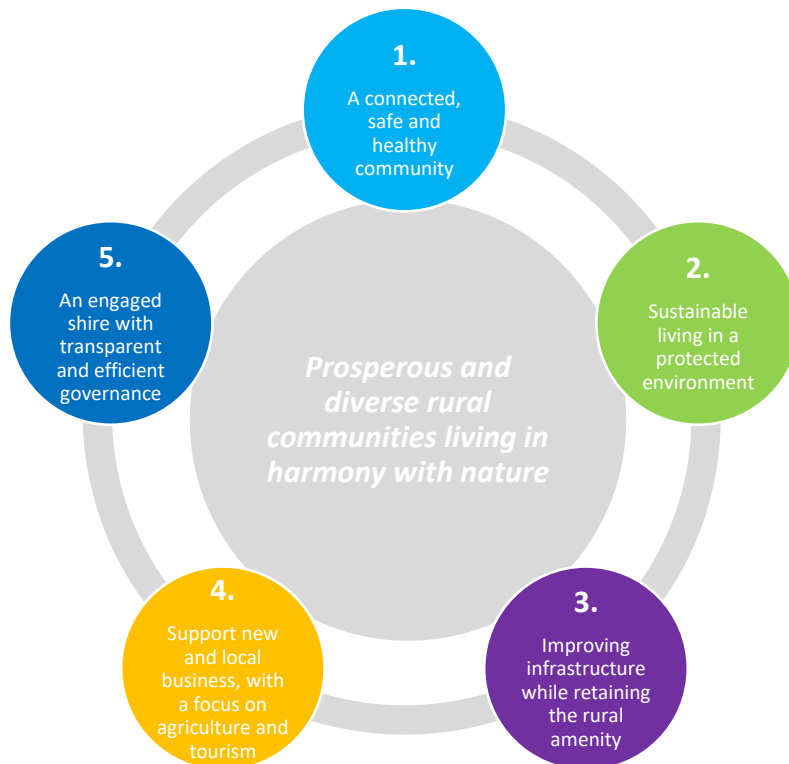 1.
A connected,
safe and
healthy
community
2.
Sustainable
living in a
protected
environment
3.
Improving
infrastructure
while retaining
the rural
amenity
4.
Support new
and local
business, with
a focus on
agriculture and
tourism
5.
An engaged
shire with
transparent
and efficient
governance
Prosperous and
diverse rural
communities living in
harmony with nature